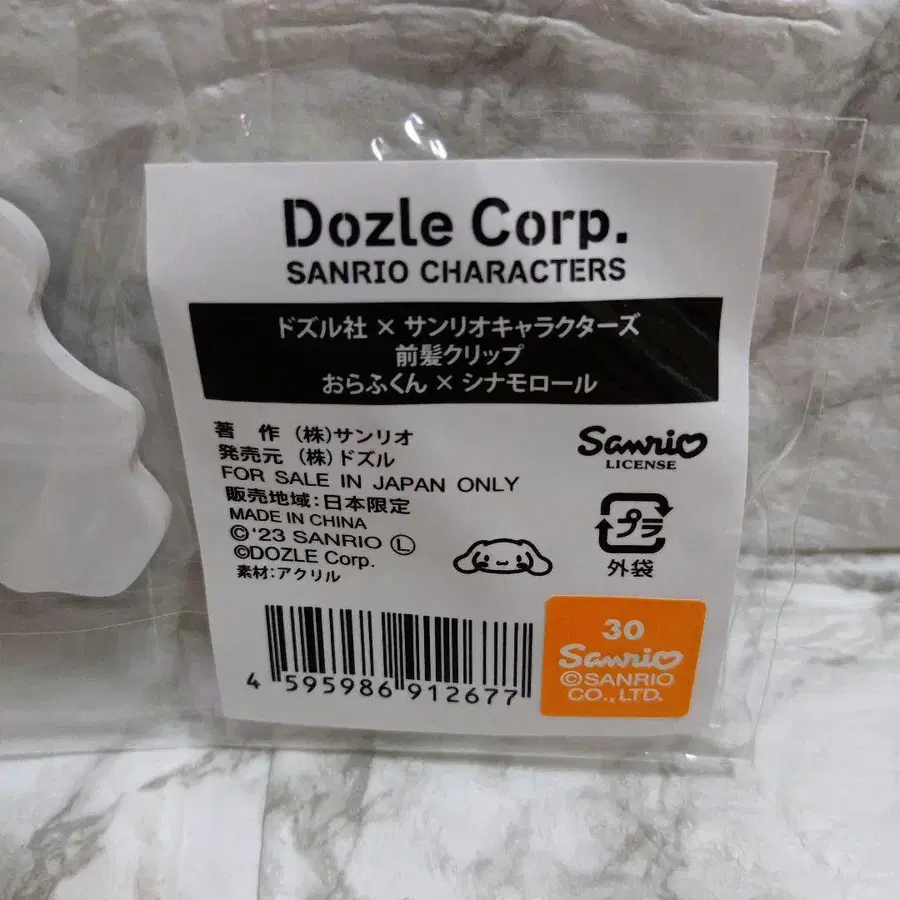 Dozle Corp.
SANRIO CHARACTERS
ドズル社×サンリオキャラクターズ
前髪クリップ
おらふくん×シナモロール
著 作 (株)サンリオ
発売元 (株)ドズル
FOR SALE IN JAPAN ONLY
販売地域:日本限定
MADE IN CHINA
©'23 SANRIO Ⓛ
©DOZLE Corp.
素材:アクリル
Sanrio
LICENSE
プラ
外袋
4 595986 912677
30
Sanrio
©SANRIO
CO.,LTD.